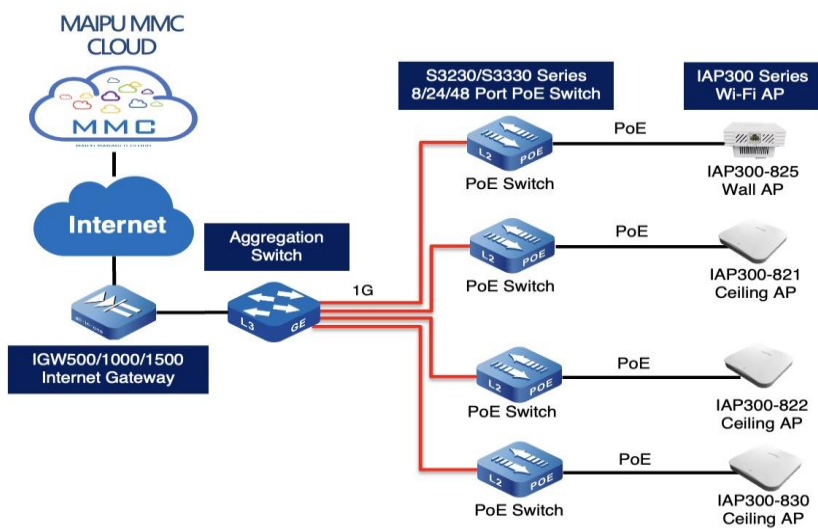 MAIPU MMC
CLOUD
MMC
Internet
IGW500/1000/1500
Internet Gateway
Aggregation
Switch
L3
GE
1G
S3230/S3330 Series
8/24/48 Port PoE Switch
IAP300 Series
Wi-Fi AP
L2
POE
PoE Switch
PoE
IAP300-825
Wall AP
L2
POE
PoE Switch
PoE
IAP300-821
Ceiling AP
L2
POE
PoE Switch
PoE
IAP300-822
Ceiling AP
L2
POE
PoE Switch
PoE
IAP300-830
Ceiling AP